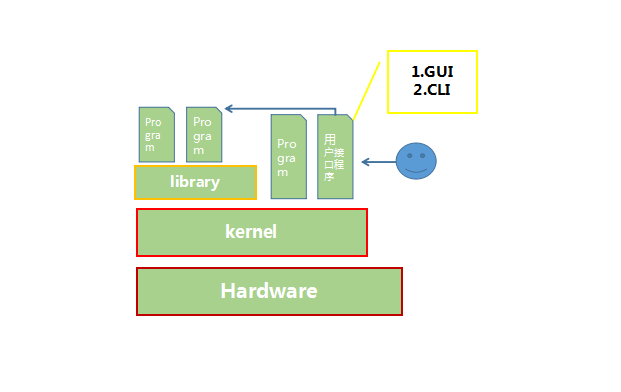 1.GUI
2.CLI
Pro
gra
m
Pro
gra
m
Pro
gra
m
用
户接
口程
序
library
kernel
Hardware